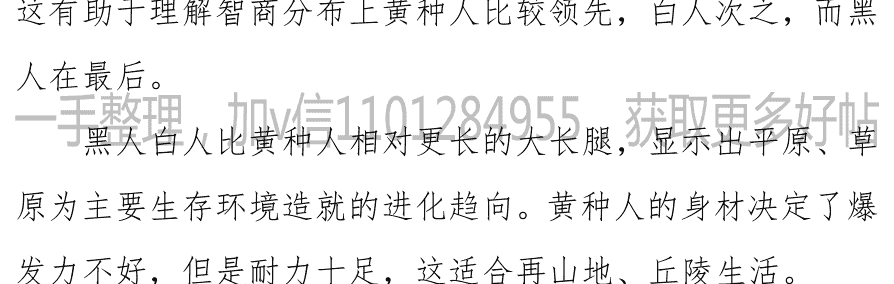 这有助于理解智商分布上黄种人比较领先，白人次之，而黑
人在最后。
一手整理，加v信1101284955，获取更多好帖
黑人白人比黄种人相对更长的大长腿，显示出平原、草
原为主要生存环境造就的进化趋向。黄种人的身材决定了爆
发力不好，但是耐力十足，这适合再山地、丘陵生活。